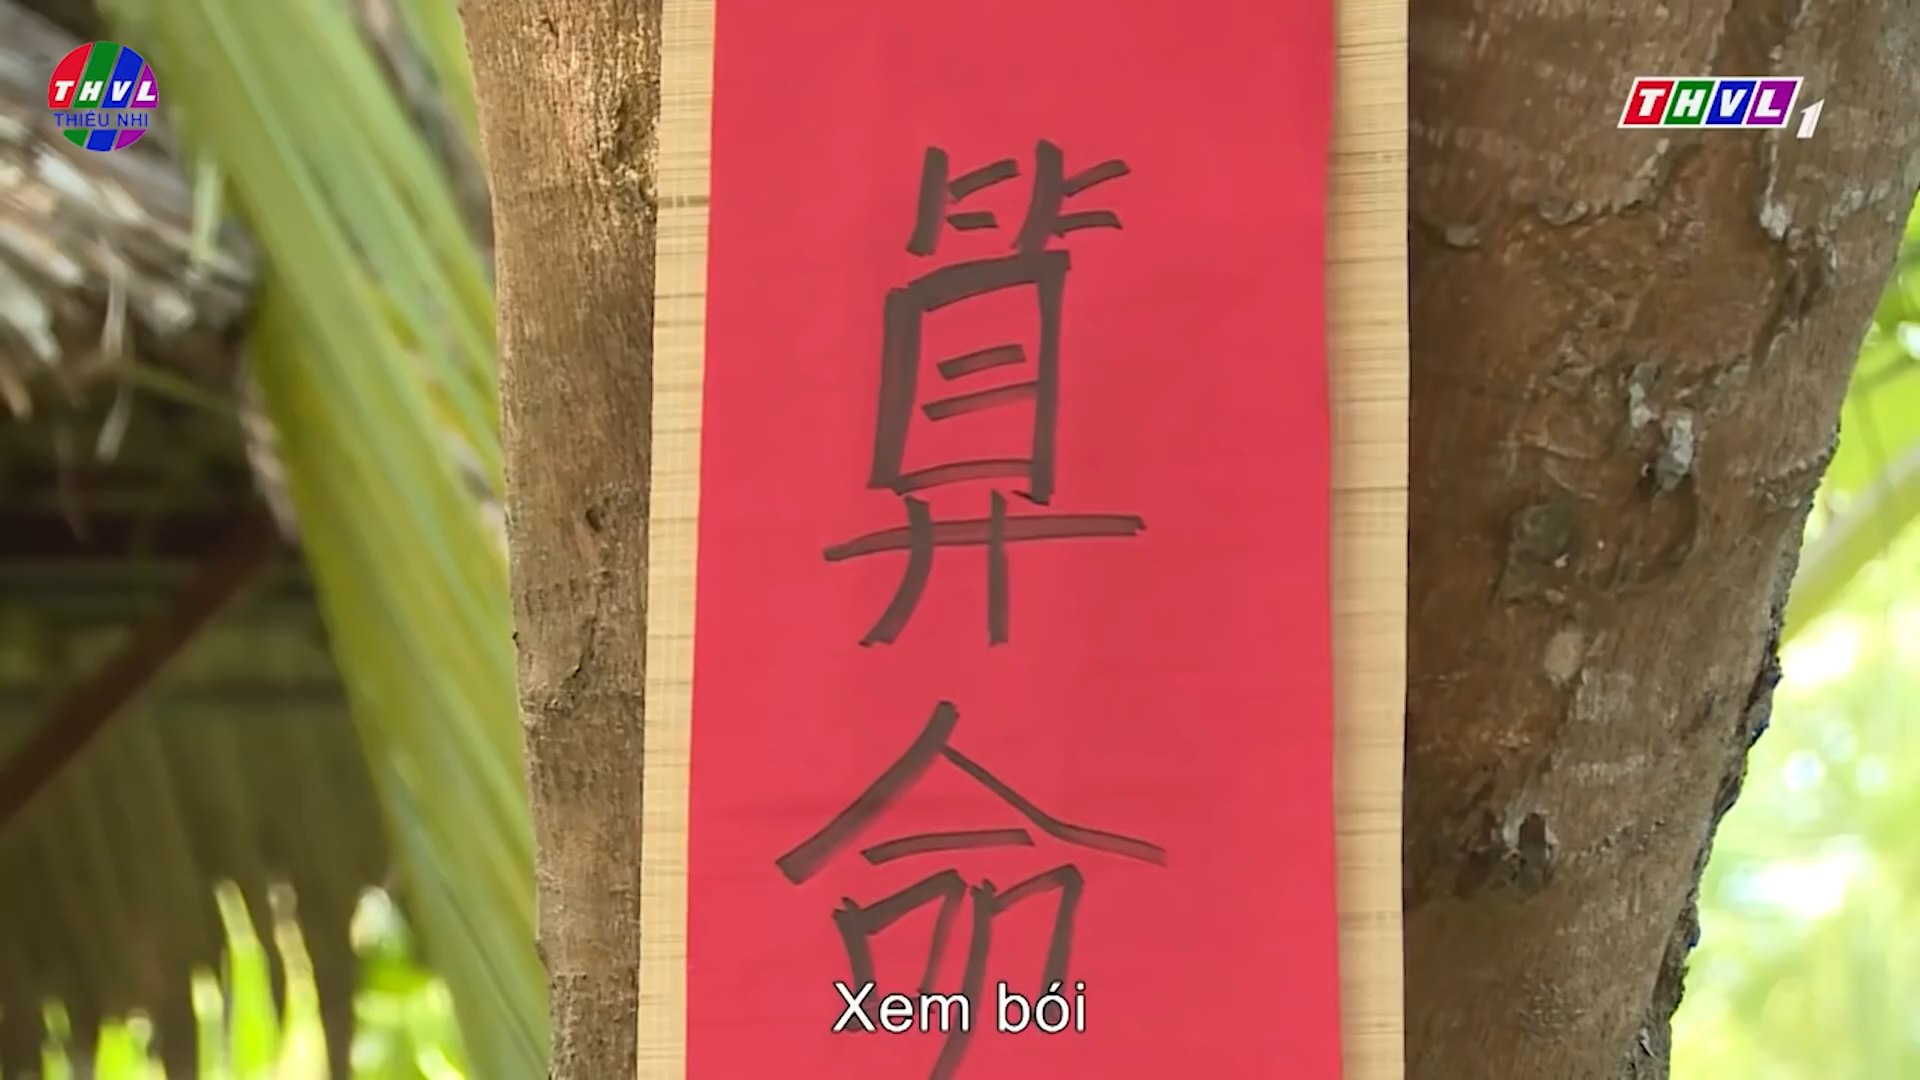 THVL
THIẾU NHI
THVL1
算
命
Xem bói